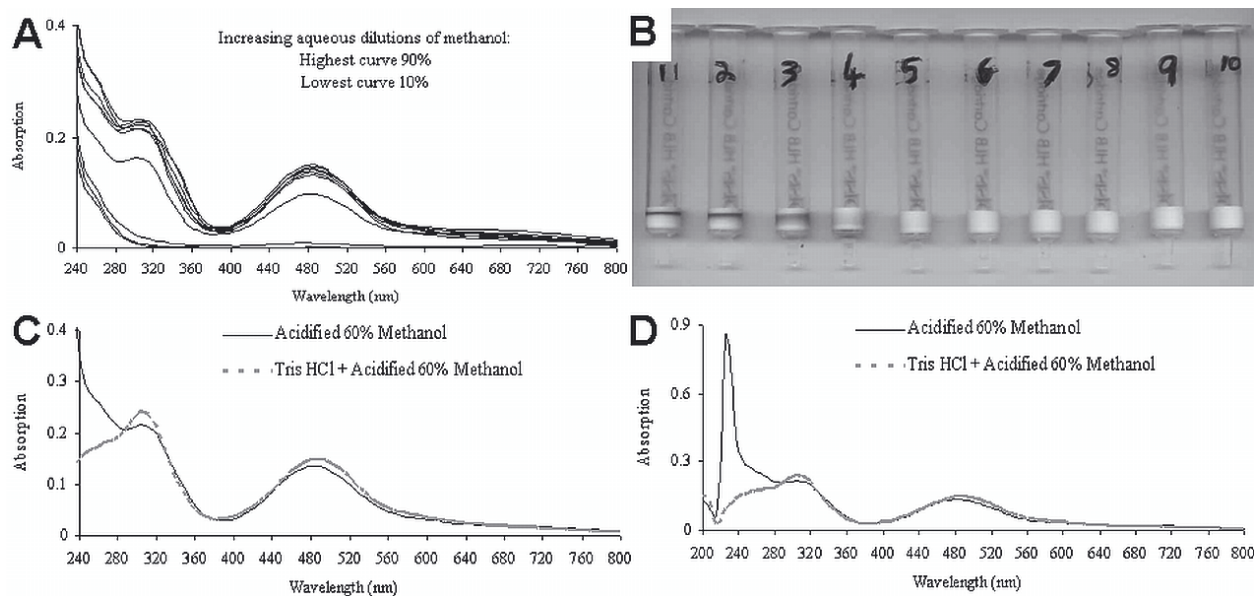 A
0.4
0.2
0
Absorption
Increasing aqueous dilutions of methanol:
Highest curve 90%
Lowest curve 10%
240 280 320 360 400 440 480 520 560 600 640 680 720 760 800
Wavelength (nm)
B
1 2 3 4 5 6 7 8 9 10
HLB
C
0.4
0.3
0.2
0.1
0
Absorption
Acidified 60% Methanol
Tris HCl + Acidified 60% Methanol
240 280 320 360 400 440 480 520 560 600 640 680 720 760 800
Wavelength (nm)
D
0.9
0.6
0.3
0
Absorption
Acidified 60% Methanol
Tris HCl + Acidified 60% Methanol
200 240 280 320 360 400 440 480 520 560 600 640 680 720 760 800
Wavelength (nm)